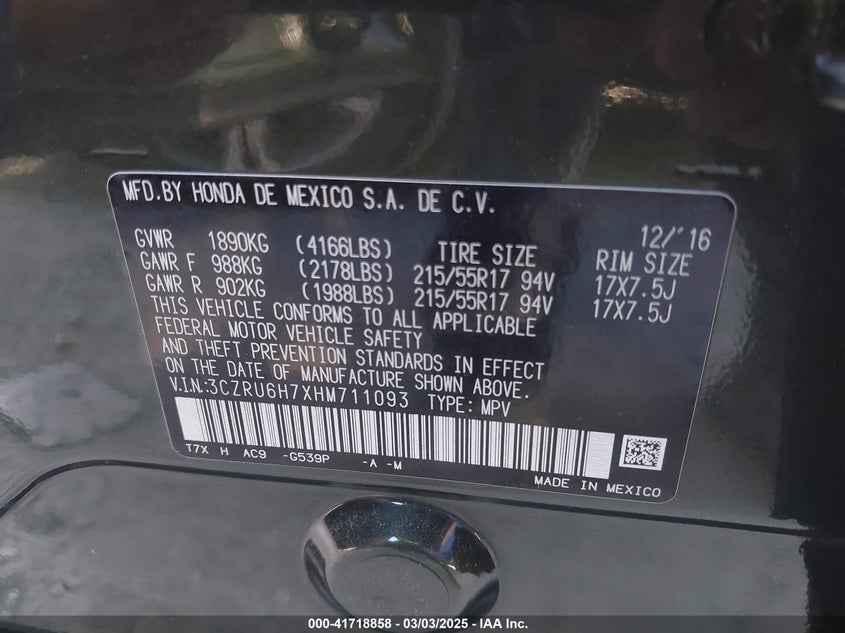 MFD.BY HONDA DE MEXICO S.A. DE C.V.
12/'16
GVWR 1890KG (4166LBS) TIRE SIZE RIM SIZE
GAWR F 988KG (2178LBS) 215/55R17 94V 17X7.5J
GAWR R 902KG (1988LBS) 215/55R17 94V 17X7.5J
THIS VEHICLE CONFORMS TO ALL APPLICABLE
FEDERAL MOTOR VEHICLE SAFETY
AND THEFT PREVENTION STANDARDS IN EFFECT
ON THE DATE OF MANUFACTURE SHOWN ABOVE.
V.I.N.:3CZRU6H7XHM711093 TYPE: MPV
T7X H AC9 -G539P -A -M
MADE IN MEXICO
000-41718858 - 03/03/2025 - IAA Inc.